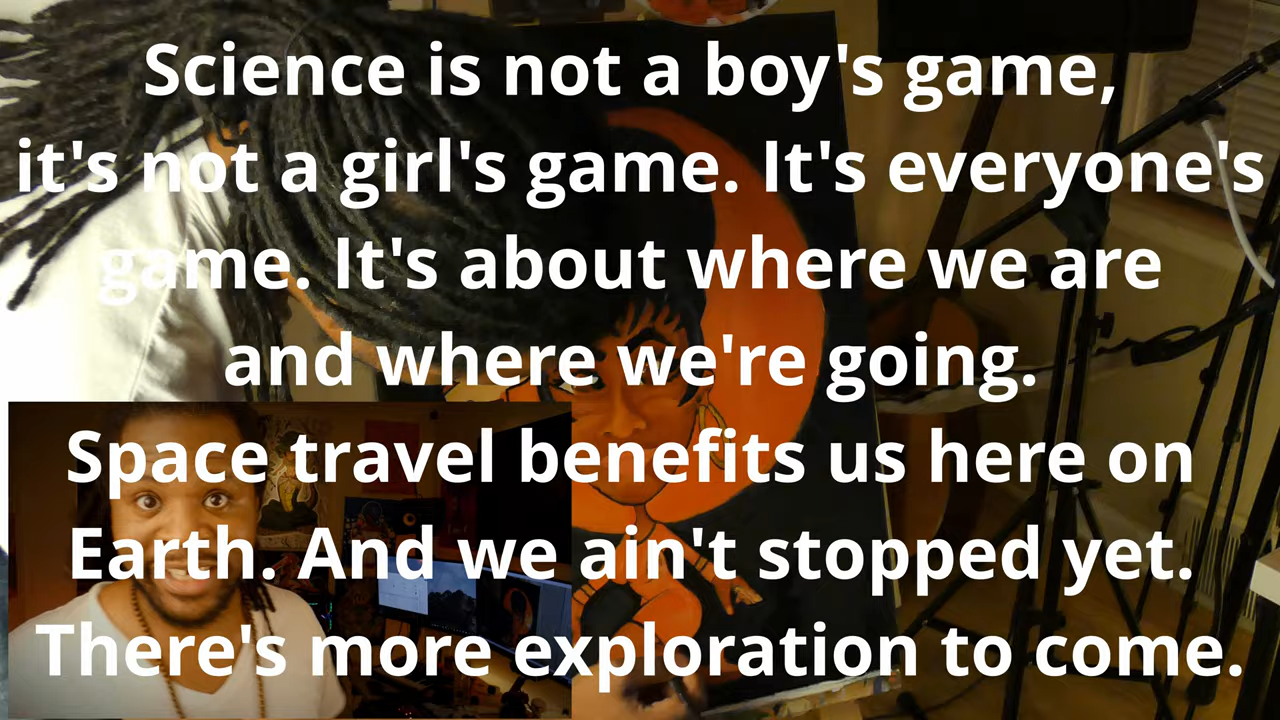 Science is not a boy's game,
it's not a girl's game. It's everyone's
game. It's about where we are
and where we're going.
Space travel benefits us here on
Earth. And we ain't stopped yet.
There's more exploration to come.